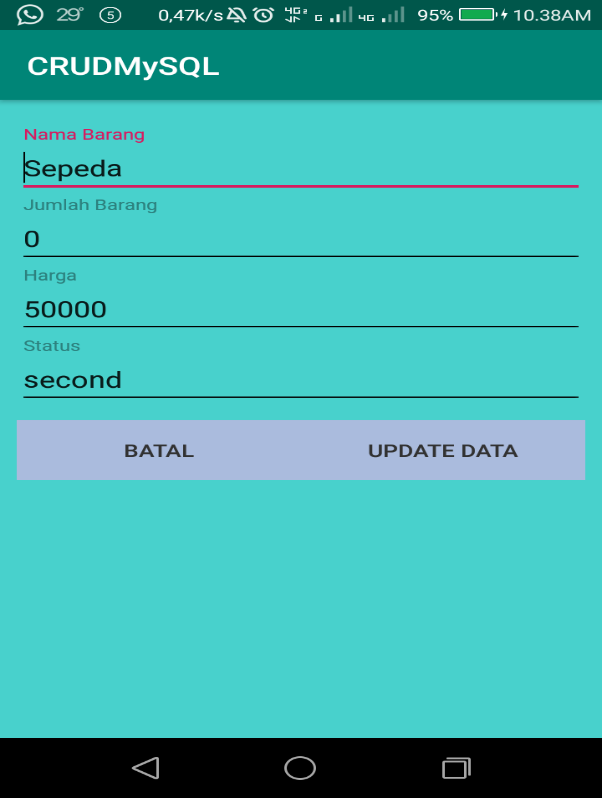 29° 5 0,47k/s 4G² G 4G 95% 10.38AM
CRUDMySQL
Nama Barang
Sepeda
Jumlah Barang
0
Harga
50000
Status
second
BATAL UPDATE DATA